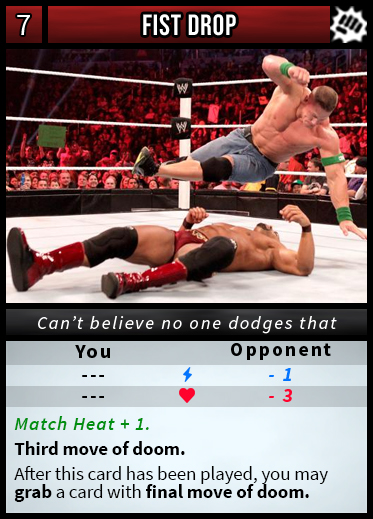 7 FIST DROP
W
W
Can't believe no one dodges that
You Opponent
--- - 1
--- - 3
Match Heat + 1.
Third move of doom.
After this card has been played, you may
grab a card with final move of doom.